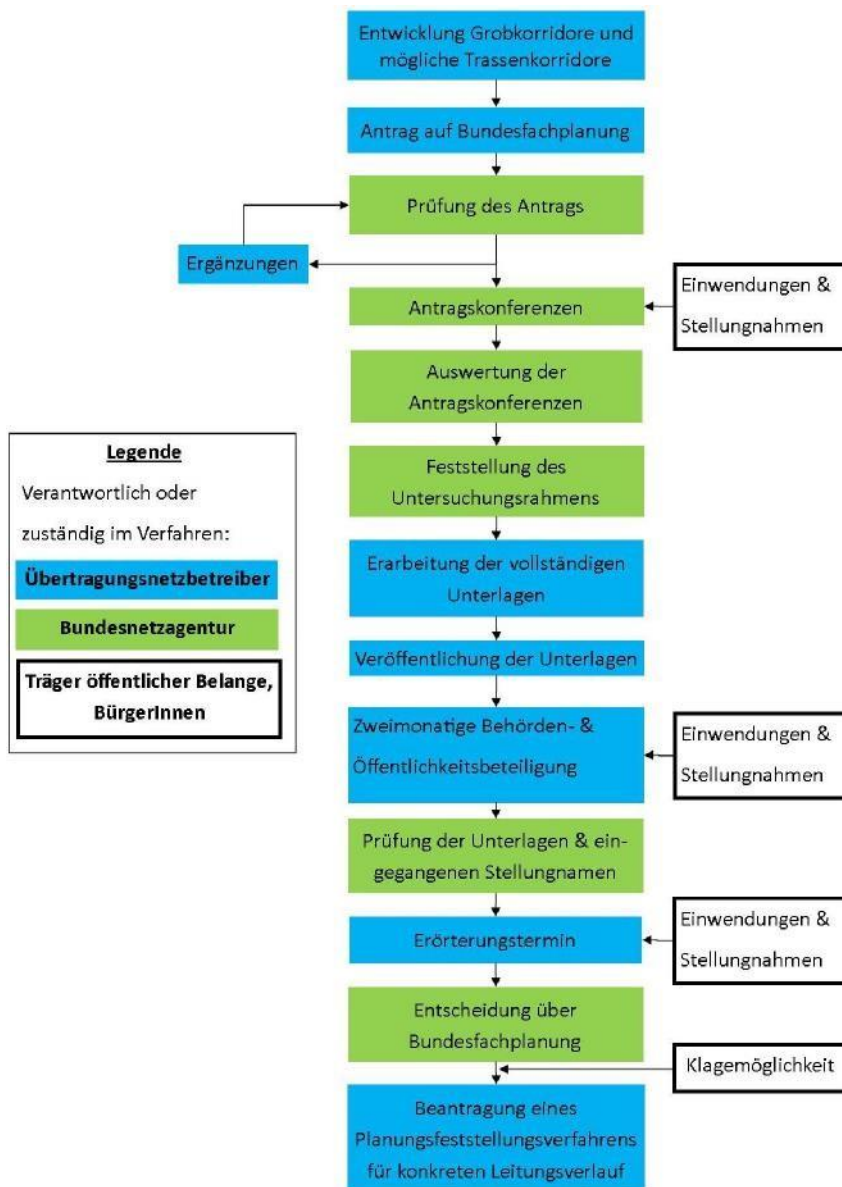 Entwicklung Grobkorridore und
mögliche Trassenkorridore
Antrag auf Bundesfachplanung
Prüfung des Antrags
Ergänzungen
Antragskonferenzen
Einwendungen &
Stellungnahmen
Auswertung der
Antragskonferenzen
Feststellung des
Untersuchungsrahmens
Legende
Verantwortlich oder
zuständig im Verfahren:
Übertragungsnetzbetreiber
Bundesnetzagentur
Träger öffentlicher Belange,
BürgerInnen
Erarbeitung der vollständigen
Unterlagen
Veröffentlichung der Unterlagen
Zweimonatige Behörden- &
Öffentlichkeitsbeteiligung
Einwendungen &
Stellungnahmen
Prüfung der Unterlagen & ein-
gegangenen Stellungnamen
Erörterungstermin
Einwendungen &
Stellungnahmen
Entscheidung über
Bundesfachplanung
Klagemöglichkeit
Beantragung eines
Planungsfeststellungsverfahrens
für konkreten Leitungsverlauf